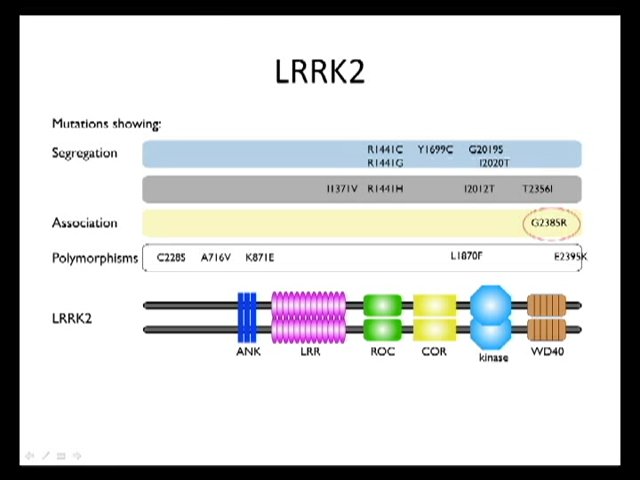 LRRK2
Mutations showing:
Segregation
R1441C Y1699C G2019S
R1441G I2020T
I1371V R1441H I2012T T2356I
Association
G2385R
Polymorphisms C228S A716V K871E L1870F E2395K
LRRK2
ANK LRR ROC COR kinase WD40